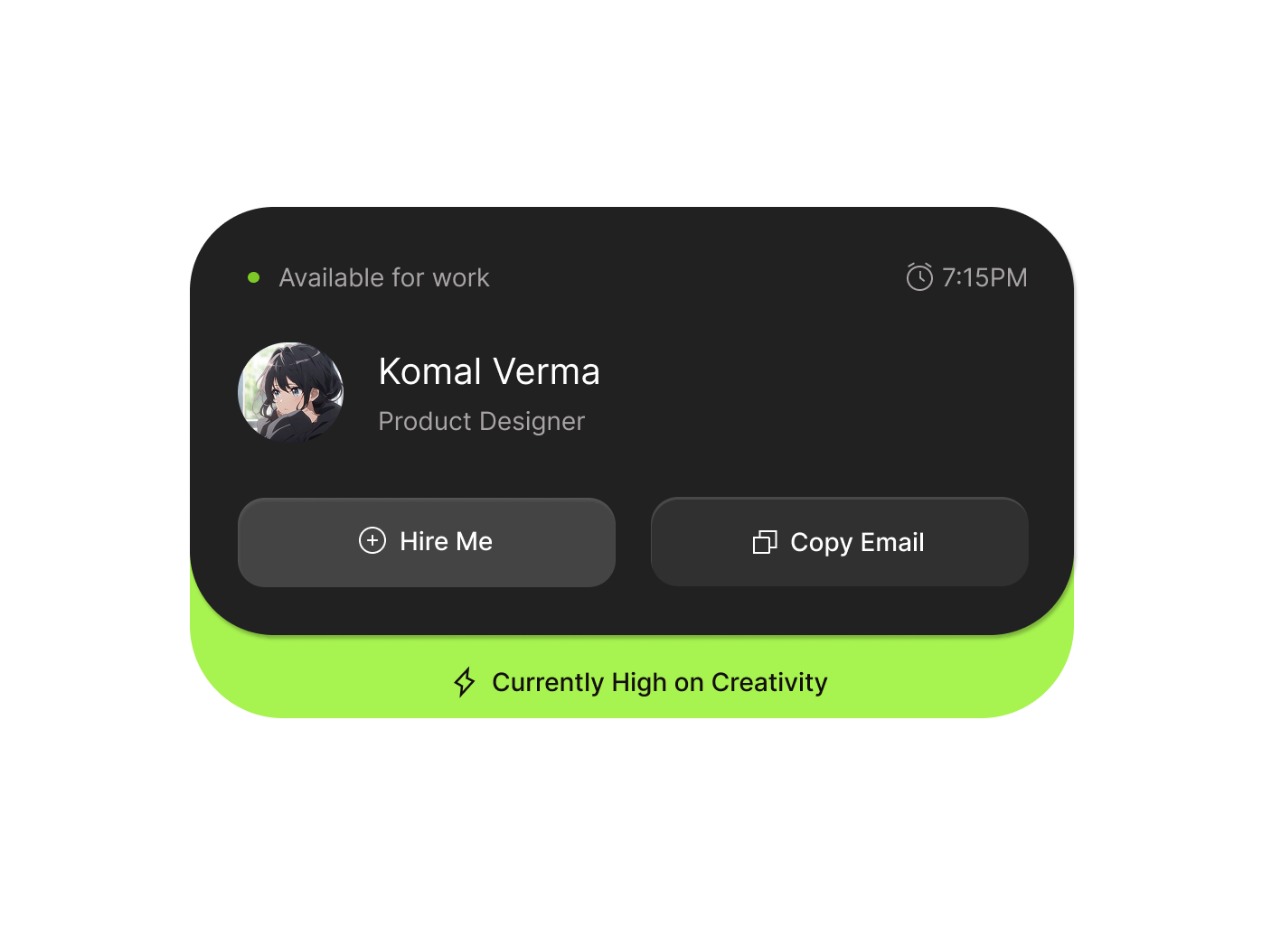 Available for work
7:15PM
Komal Verma
Product Designer
Hire Me
Copy Email
Currently High on Creativity